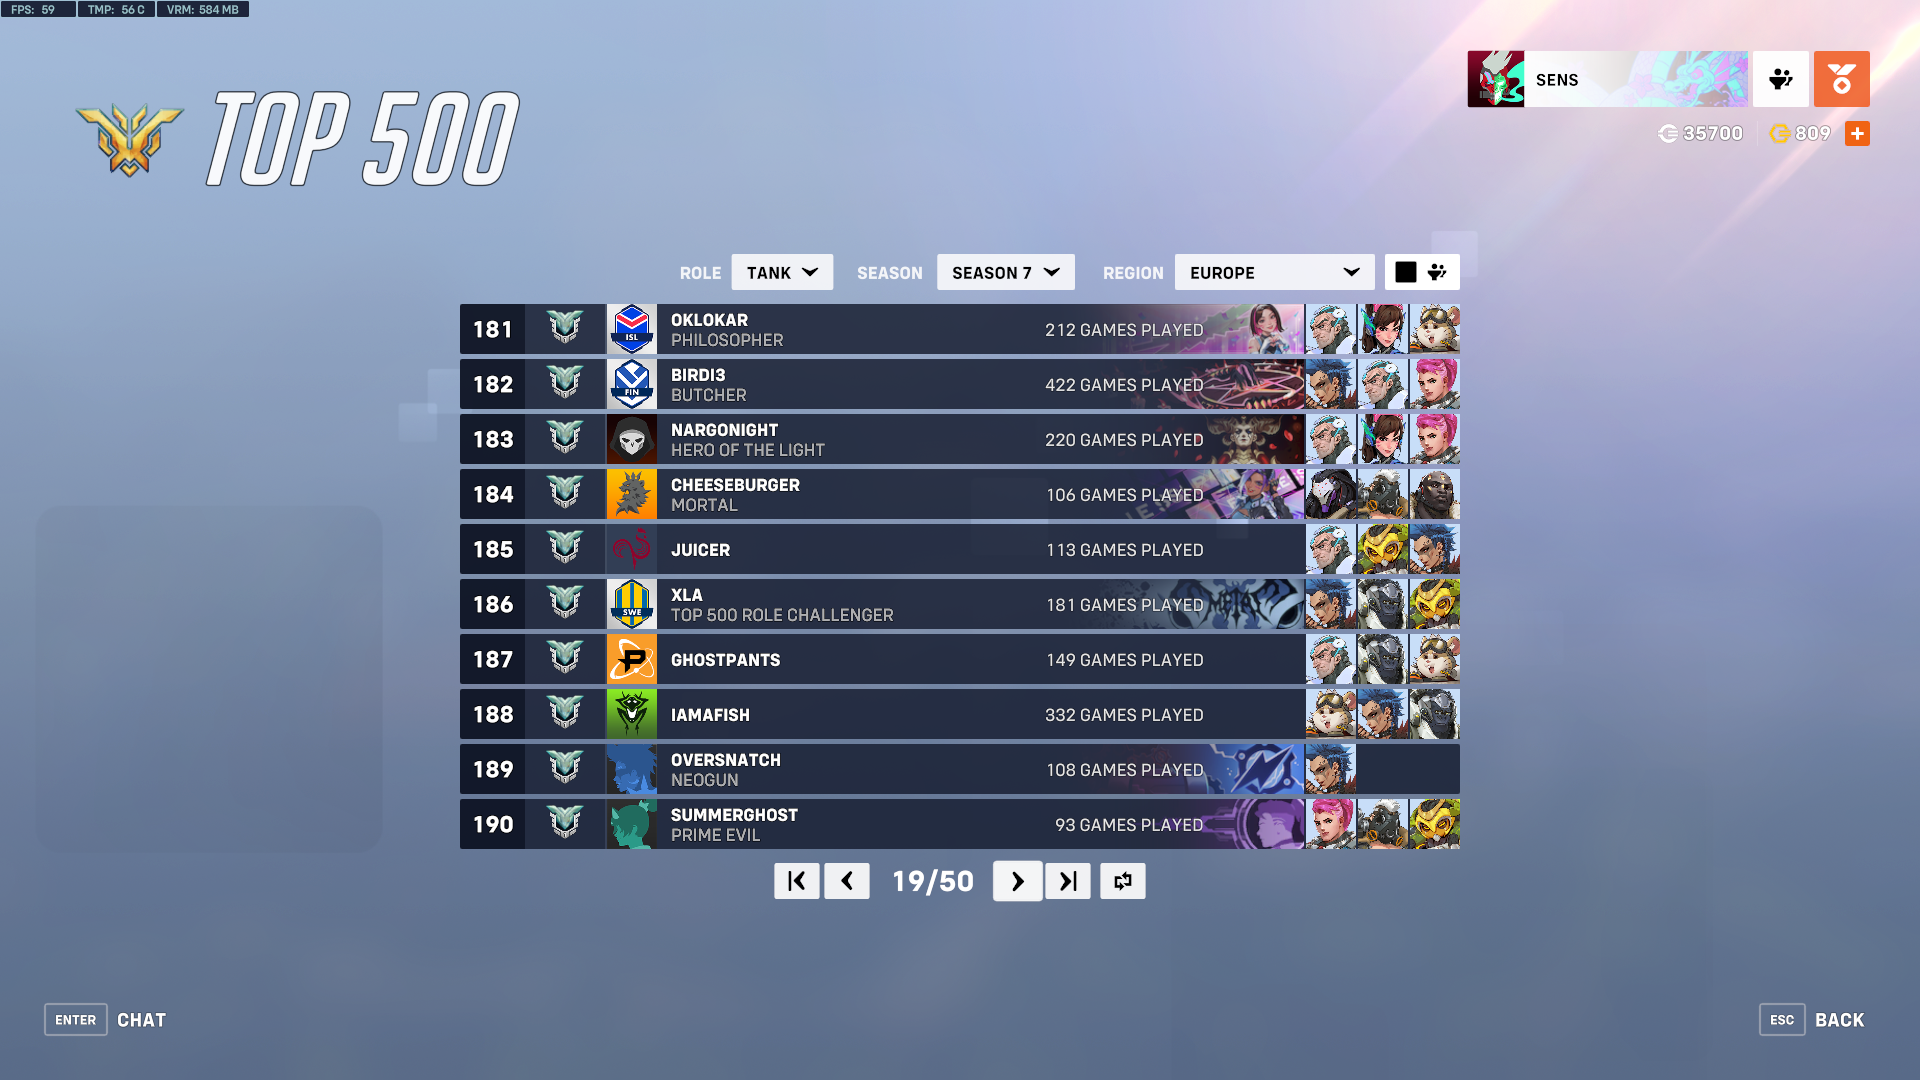 FPS: 59 TMP: 56 C VRM: 584 MB
TOP 500
SENS
35700 809
ROLE TANK SEASON SEASON 7 REGION EUROPE
181 ISL OKLOKAR 212 GAMES PLAYED
PHILOSOPHER
182 FIN BIRDI3 422 GAMES PLAYED
BUTCHER
183 NARGONIGHT 220 GAMES PLAYED
HERO OF THE LIGHT
184 CHEESEBURGER 106 GAMES PLAYED
MORTAL
185 JUICER 113 GAMES PLAYED
186 SWE XLA 181 GAMES PLAYED
TOP 500 ROLE CHALLENGER
187 GHOSTPANTS 149 GAMES PLAYED
188 IAMAFISH 332 GAMES PLAYED
189 OVERSNATCH 108 GAMES PLAYED
NEOGUN
190 SUMMERGHOST 93 GAMES PLAYED
PRIME EVIL
19/50
ENTER CHAT
ESC BACK